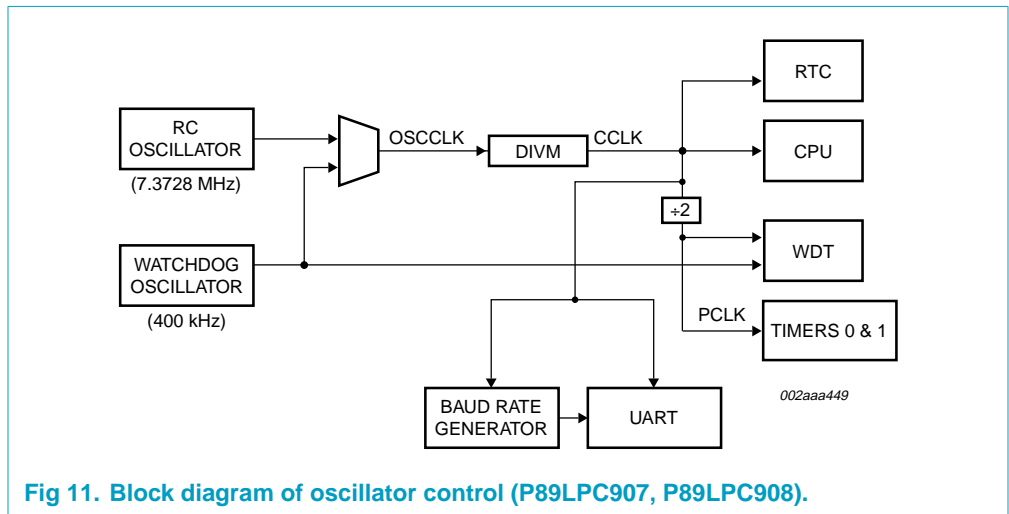 RTC
RC
OSCILLATOR
(7.3728 MHz)
OSCCLK
DIVM
CCLK
CPU
÷2
WATCHDOG
OSCILLATOR
(400 kHz)
WDT
PCLK
TIMERS 0 & 1
BAUD RATE
GENERATOR
UART
002aaa449
Fig 11. Block diagram of oscillator control (P89LPC907, P89LPC908).